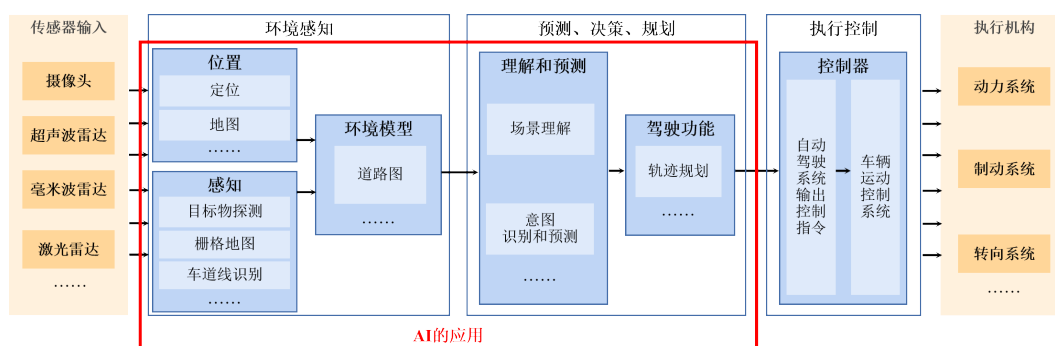 传感器输入
摄像头
超声波雷达
毫米波雷达
激光雷达
……
环境感知
位置
定位
地图
……
感知
目标物探测
栅格地图
车道线识别
……
环境模型
道路图
……
预测、决策、规划
理解和预测
场景理解
意图
识别和预测
……
驾驶功能
轨迹规划
……
AI的应用
执行控制
控制器
自动
驾驶
系统
输出
控制
指令
车辆
运动
控制
系统
执行机构
动力系统
制动系统
转向系统
……